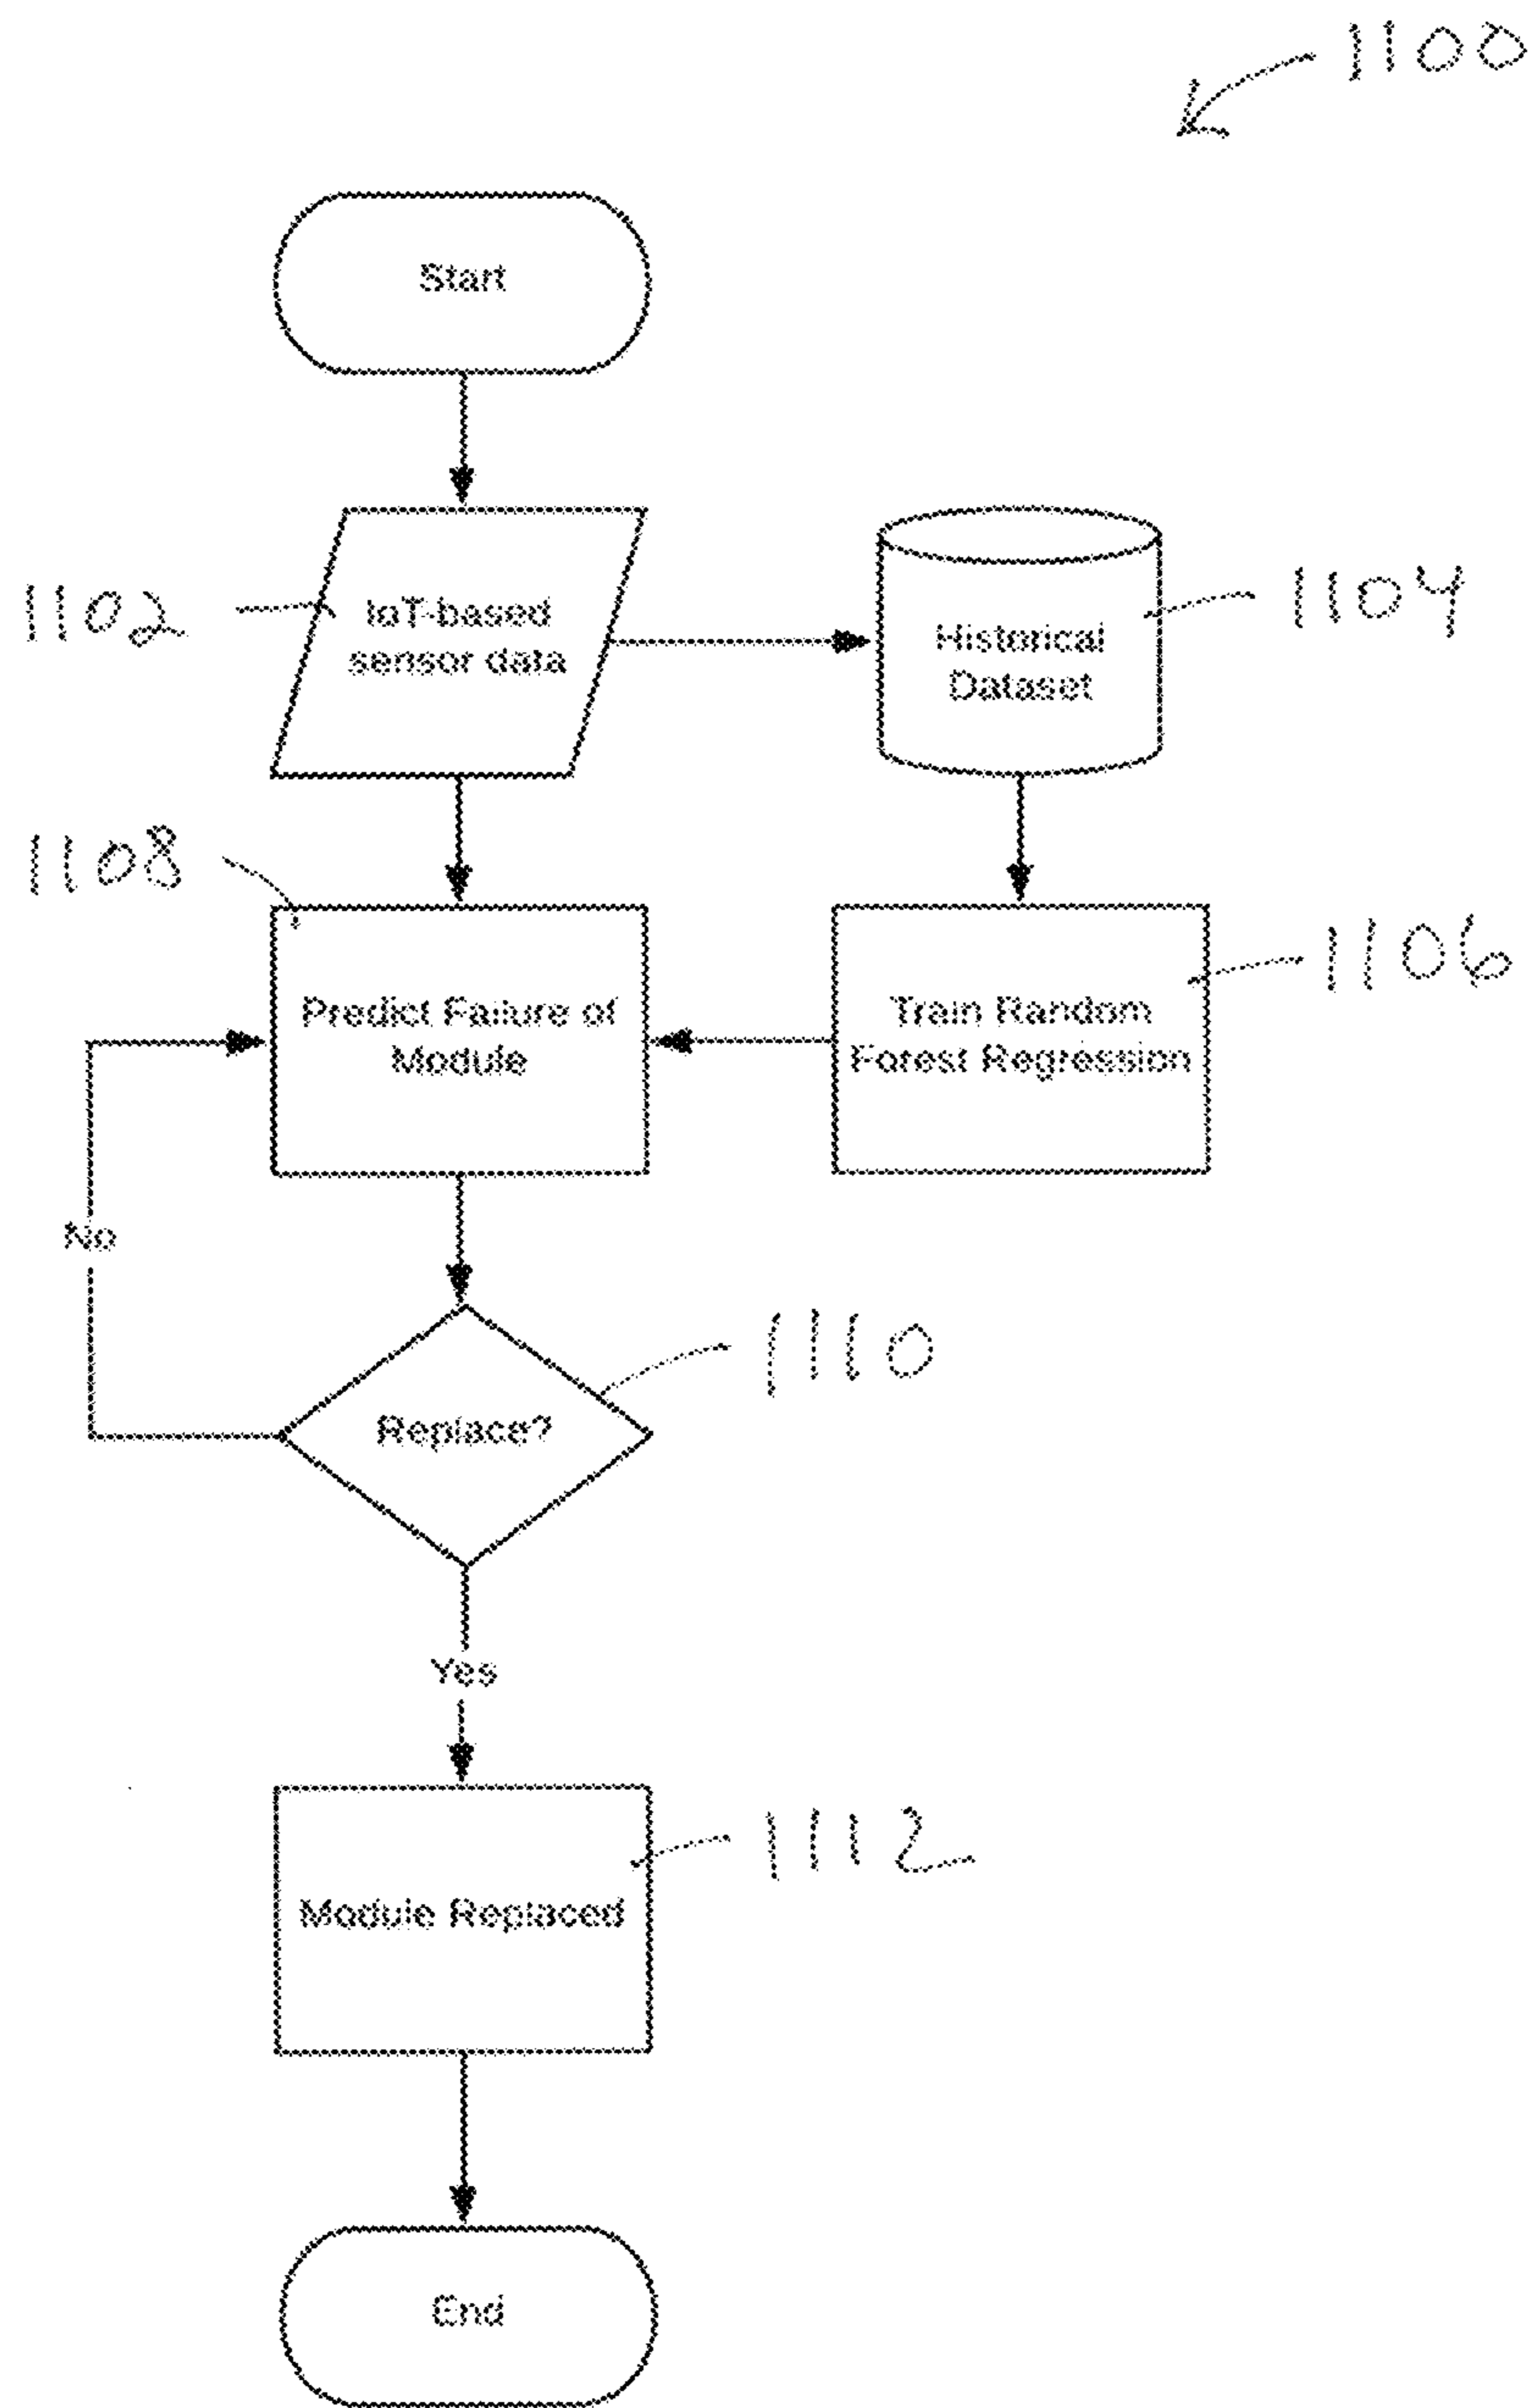 1100
Start
1102
IoT-based
sensor data
Historical
Dataset
1104
1108
Predict Failure of
Module
Train Random
Forest Regression
1106
No
Replace?
1110
Yes
Module Replaced
1112
End